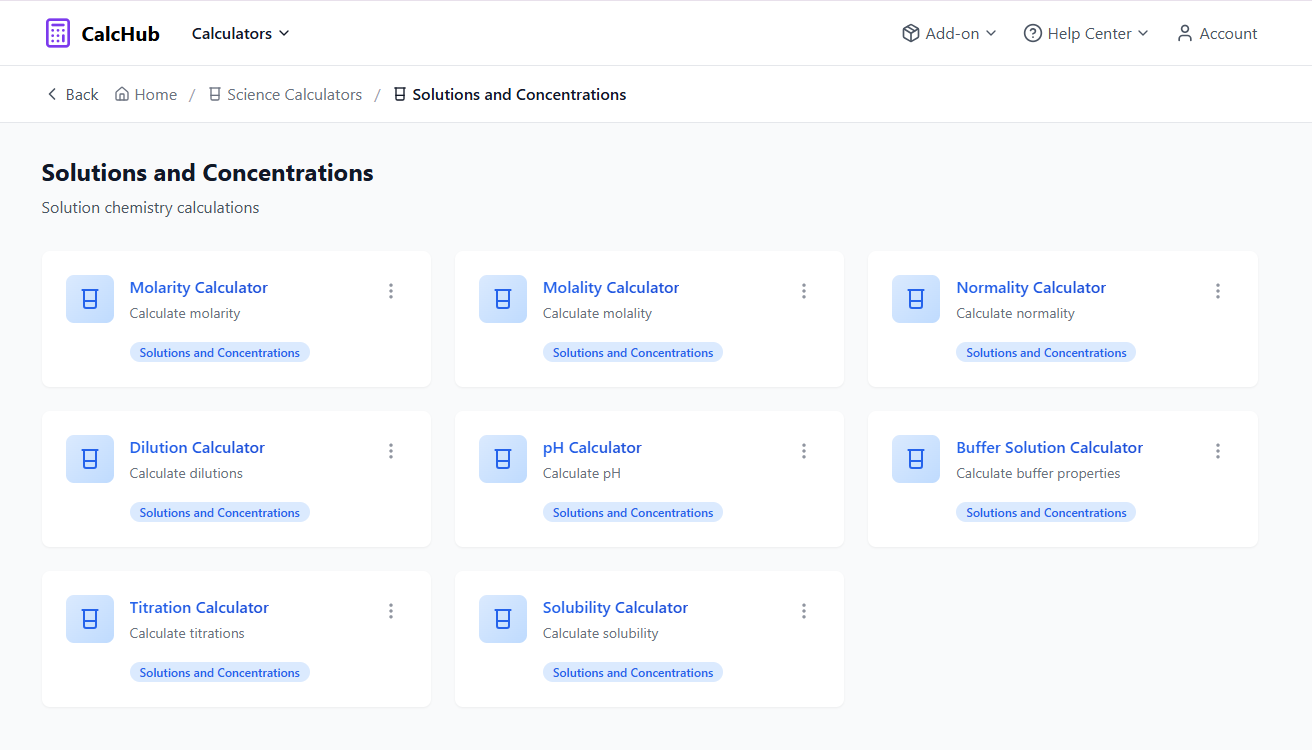 CalcHub Calculators Add-on Help Center Account
Back Home / Science Calculators / Solutions and Concentrations
Solutions and Concentrations
Solution chemistry calculations
Molarity Calculator
Calculate molarity
Solutions and Concentrations
Molality Calculator
Calculate molality
Solutions and Concentrations
Normality Calculator
Calculate normality
Solutions and Concentrations
Dilution Calculator
Calculate dilutions
Solutions and Concentrations
pH Calculator
Calculate pH
Solutions and Concentrations
Buffer Solution Calculator
Calculate buffer properties
Solutions and Concentrations
Titration Calculator
Calculate titrations
Solutions and Concentrations
Solubility Calculator
Calculate solubility
Solutions and Concentrations